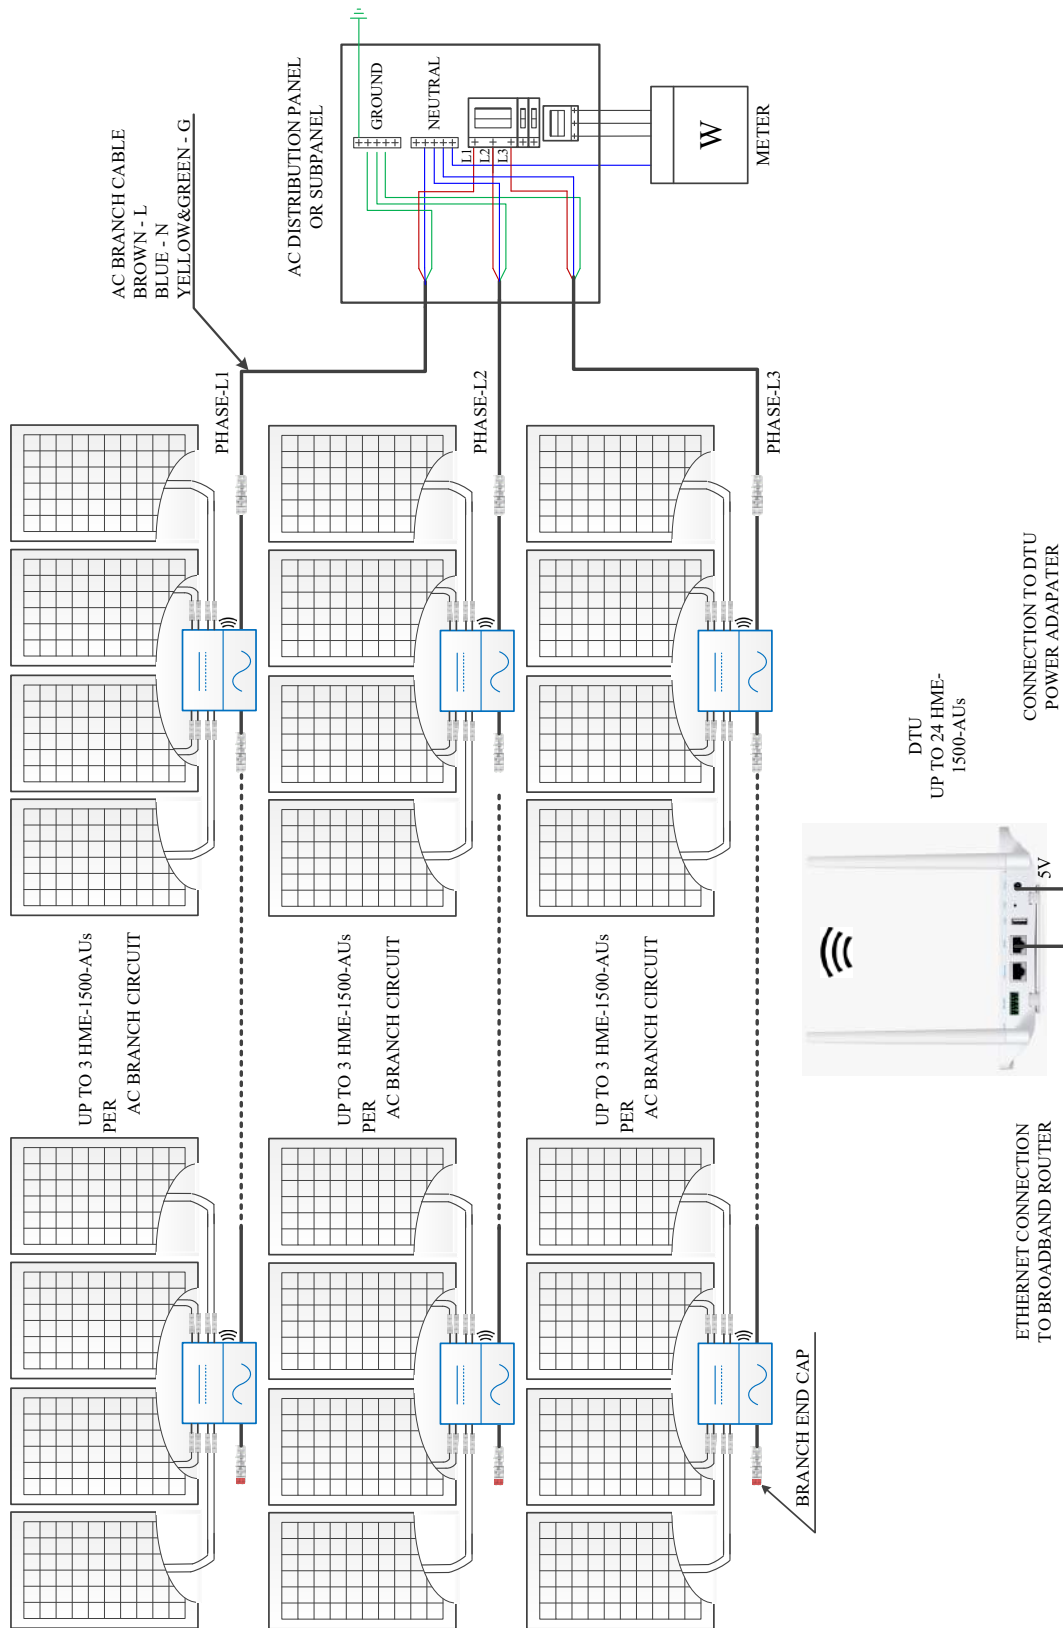 AC BRANCH CABLE
BROWN - L
BLUE - N
YELLOW&GREEN - G
AC DISTRIBUTION PANEL
OR SUBPANEL
GROUND
NEUTRAL
L1
L2
L3
W
METER
PHASE-L1
PHASE-L2
PHASE-L3
UP TO 3 HME-1500-AUs
PER
AC BRANCH CIRCUIT
UP TO 3 HME-1500-AUs
PER
AC BRANCH CIRCUIT
UP TO 3 HME-1500-AUs
PER
AC BRANCH CIRCUIT
BRANCH END CAP
DTU
UP TO 24 HME-
1500-AUs
5V
CONNECTION TO DTU
POWER ADAPATER
ETHERNET CONNECTION
TO BROADBAND ROUTER